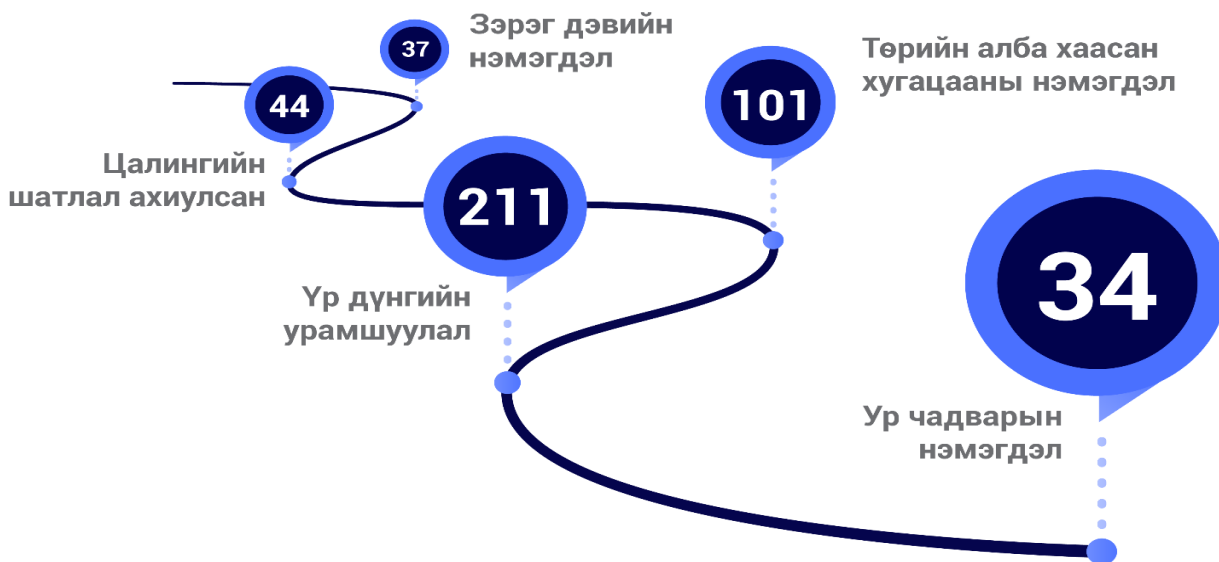 37
Зэрэг дэвийн
нэмэгдэл
44
Цалингийн
шатлал ахиулсан
101
Төрийн алба хаасан
хугацааны нэмэгдэл
211
Үр дүнгийн
урамшуулал
34
Ур чадварын
нэмэгдэл